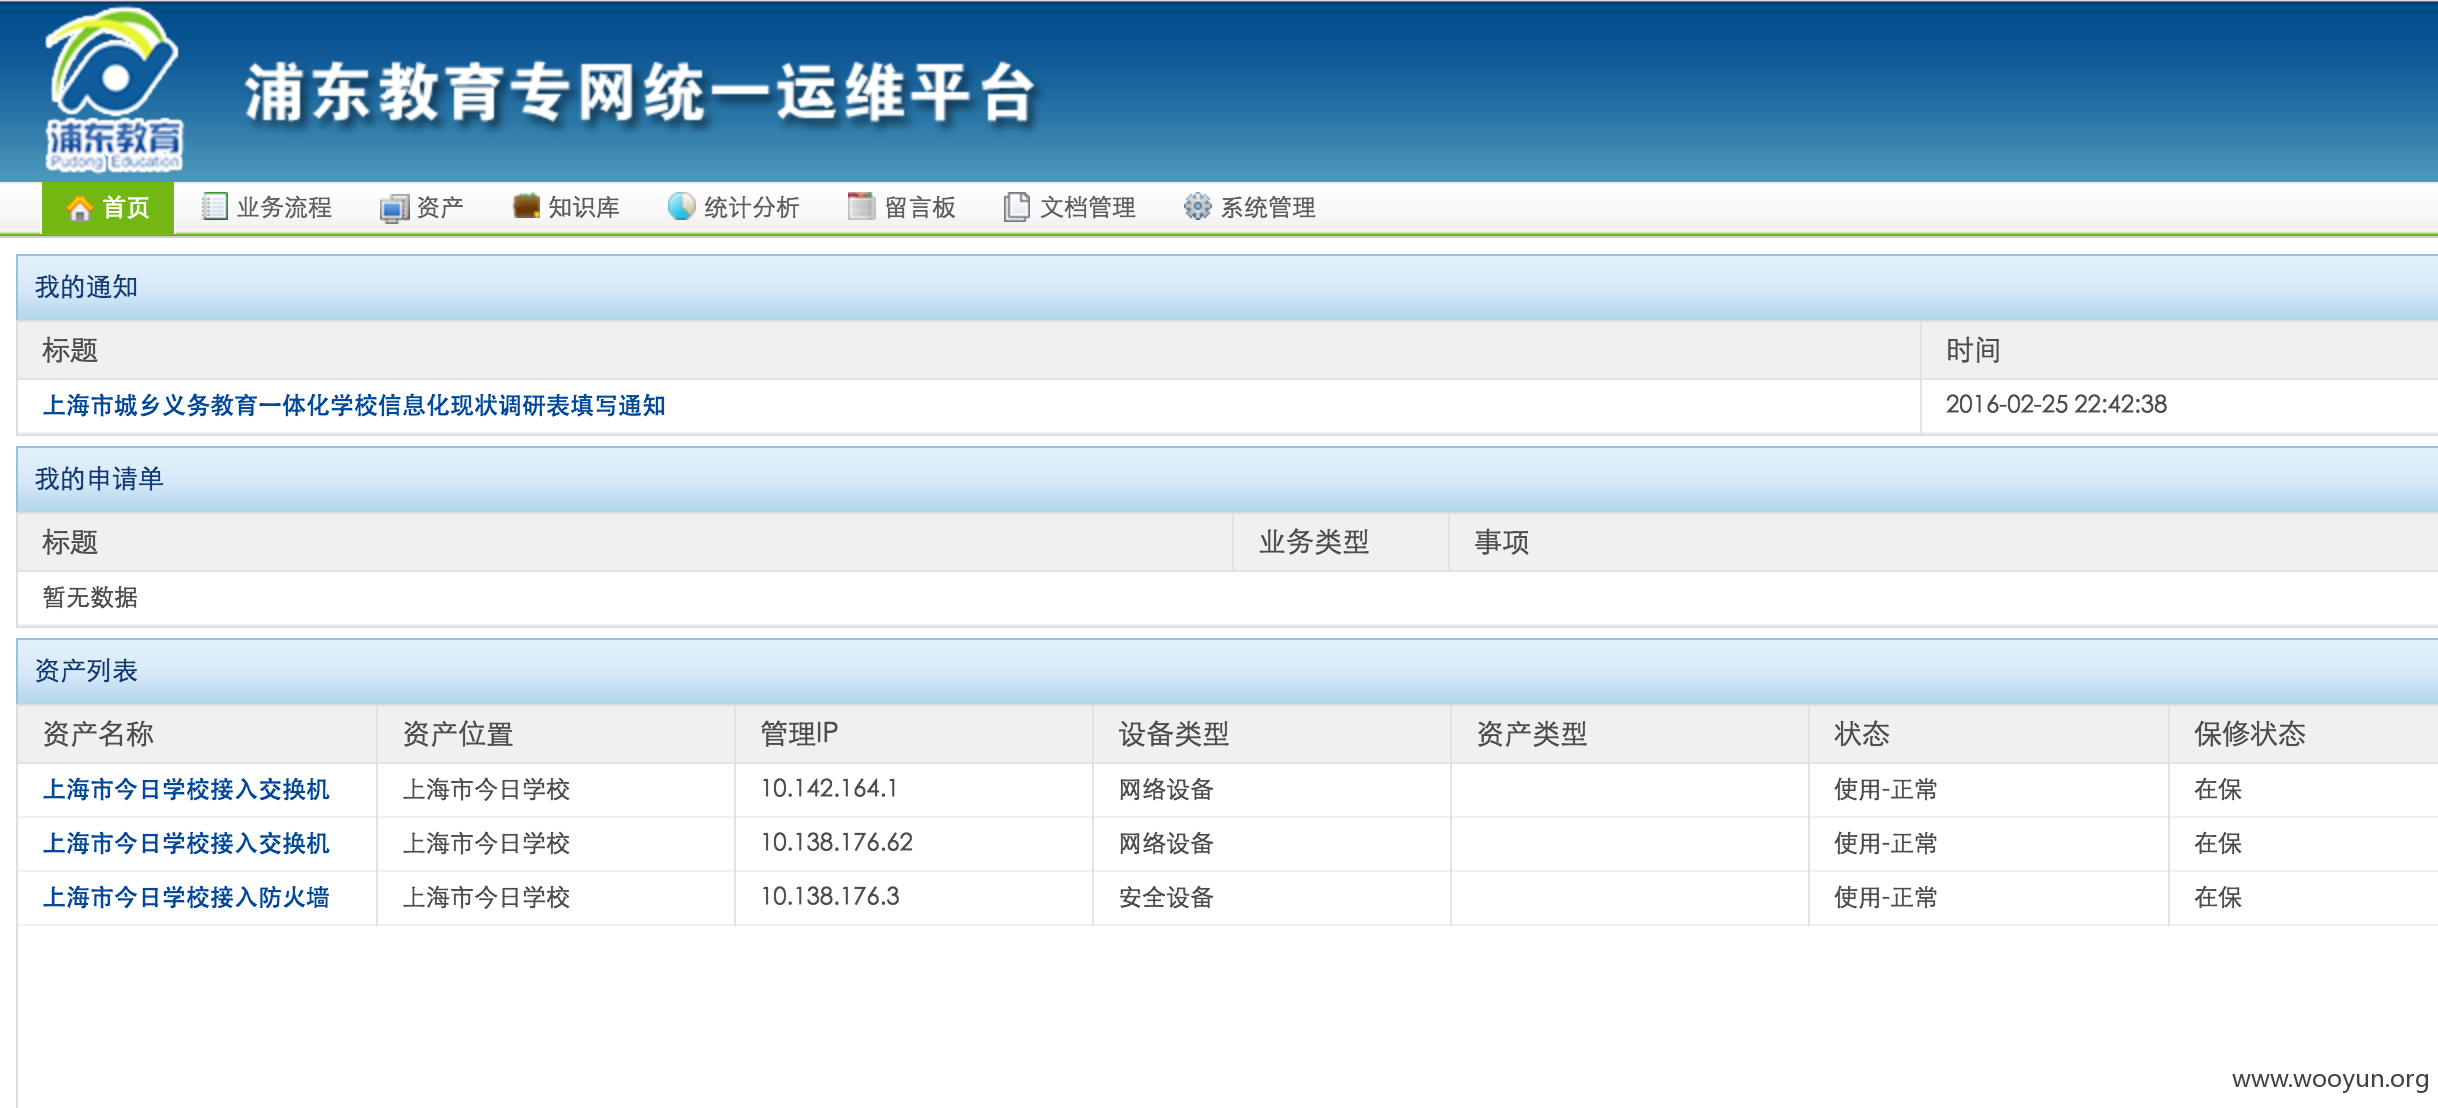 浦东教育
Pudong Education
浦东教育专网统一运维平台
首页 业务流程 资产 知识库 统计分析 留言板 文档管理 系统管理
我的通知
标题 时间
上海市城乡义务教育一体化学校信息化现状调研表填写通知 2016-02-25 22:42:38
我的申请单
标题 业务类型 事项
暂无数据
资产列表
资产名称 资产位置 管理IP 设备类型 资产类型 状态 保修状态
上海市今日学校接入交换机 上海市今日学校 10.142.164.1 网络设备 使用-正常 在保
上海市今日学校接入交换机 上海市今日学校 10.138.176.62 网络设备 使用-正常 在保
上海市今日学校接入防火墙 上海市今日学校 10.138.176.3 安全设备 使用-正常 在保
www.wooyun.org